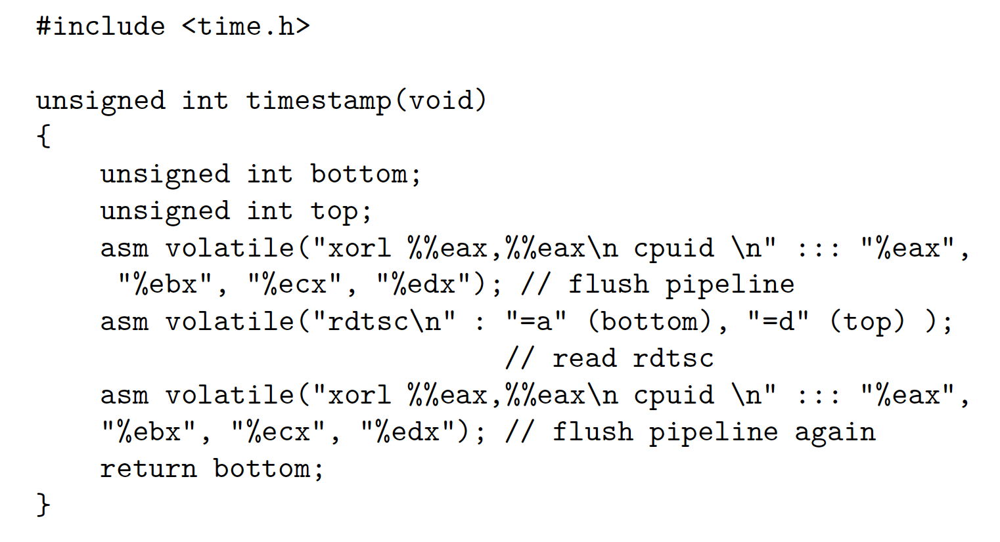 #include <time.h>
unsigned int timestamp(void)
{
unsigned int bottom;
unsigned int top;
asm volatile("xorl %%eax,%%eax\n cpuid \n" ::: "%eax",
"%ebx", "%ecx", "%edx"); // flush pipeline
asm volatile("rdtsc\n" : "=a" (bottom), "=d" (top) );
// read rdtsc
asm volatile("xorl %%eax,%%eax\n cpuid \n" ::: "%eax",
"%ebx", "%ecx", "%edx"); // flush pipeline again
return bottom;
}